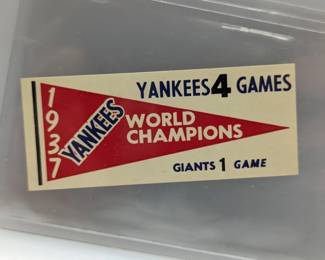 YANKEES 4 GAMES
1937
YANKEES
WORLD
CHAMPIONS
GIANTS 1 GAME